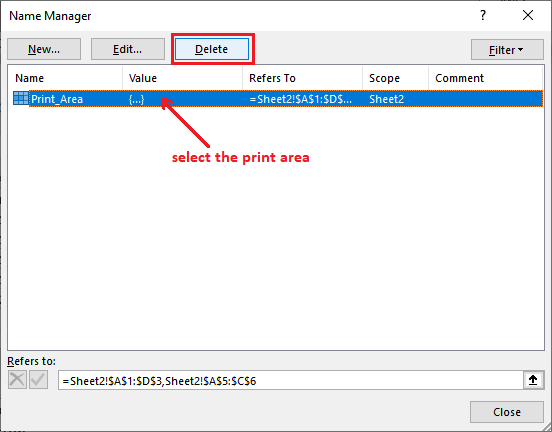 Name Manager
New... Edit... Delete Filter
Name Value Refers To Scope Comment
Print_Area {...} =Sheet2!$A$1:$D$... Sheet2
select the print area
Refers to:
=Sheet2!$A$1:$D$3,Sheet2!$A$5:$C$6
Close